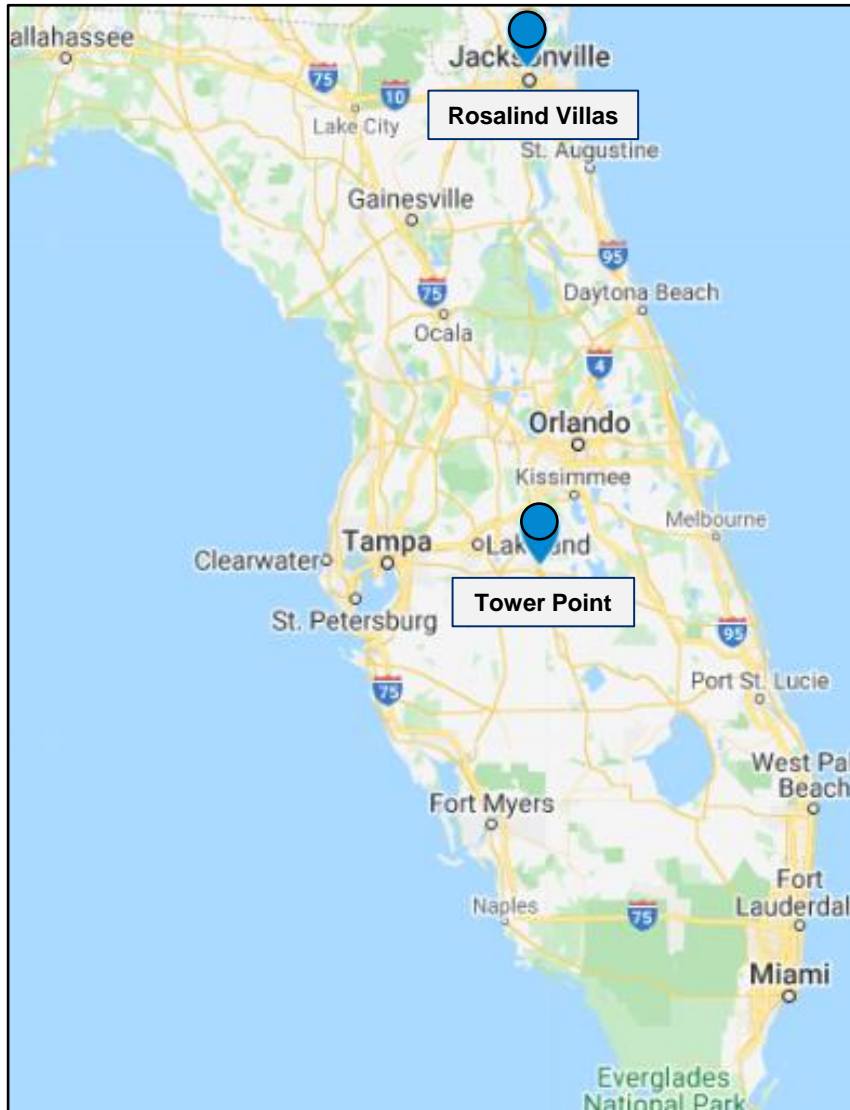 allahassee
Jacksonville
75
10
Lake City
Rosalind Villas
St. Augustine
Gainesville
95
75
Daytona Beach
Ocala
4
Orlando
Kissimmee
Melbourne
Clearwater
Tampa
Lakeland
Tower Point
St. Petersburg
95
75
Port St. Lucie
West Pal
Beach
Fort Myers
Fort
Lauderdal
Naples
75
Miami
Everglades
National Park